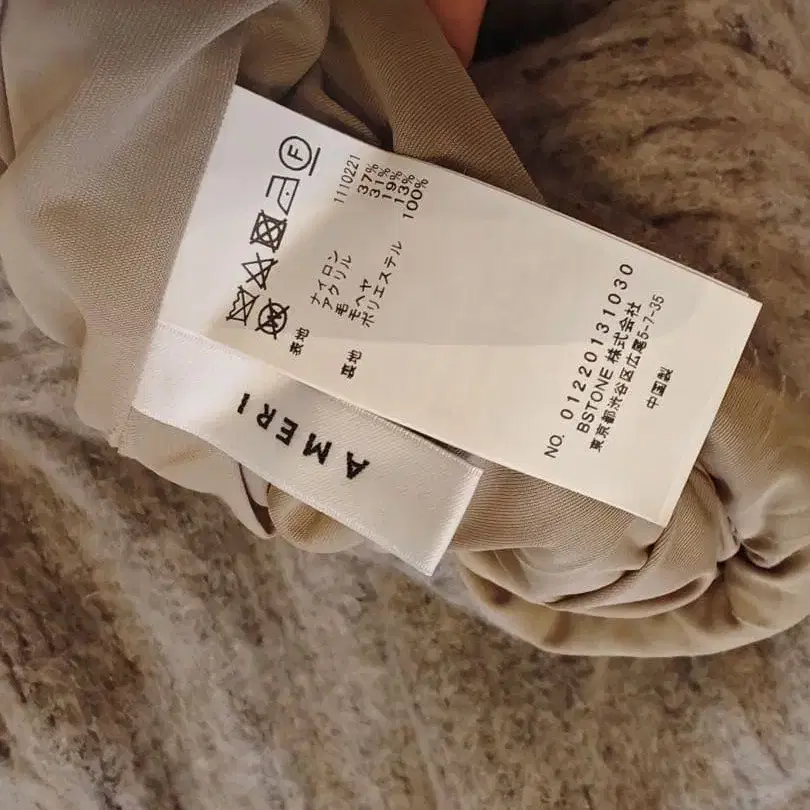 F
1110221
表地 ナイロン 37%
アクリル 31%
毛 19%
モヘヤ 13%
裏地 ポリエステル 100%
NO. 01220131030
BSTONE 株式会社
東京都渋谷区広尾5-7-35
中国製
AMERI